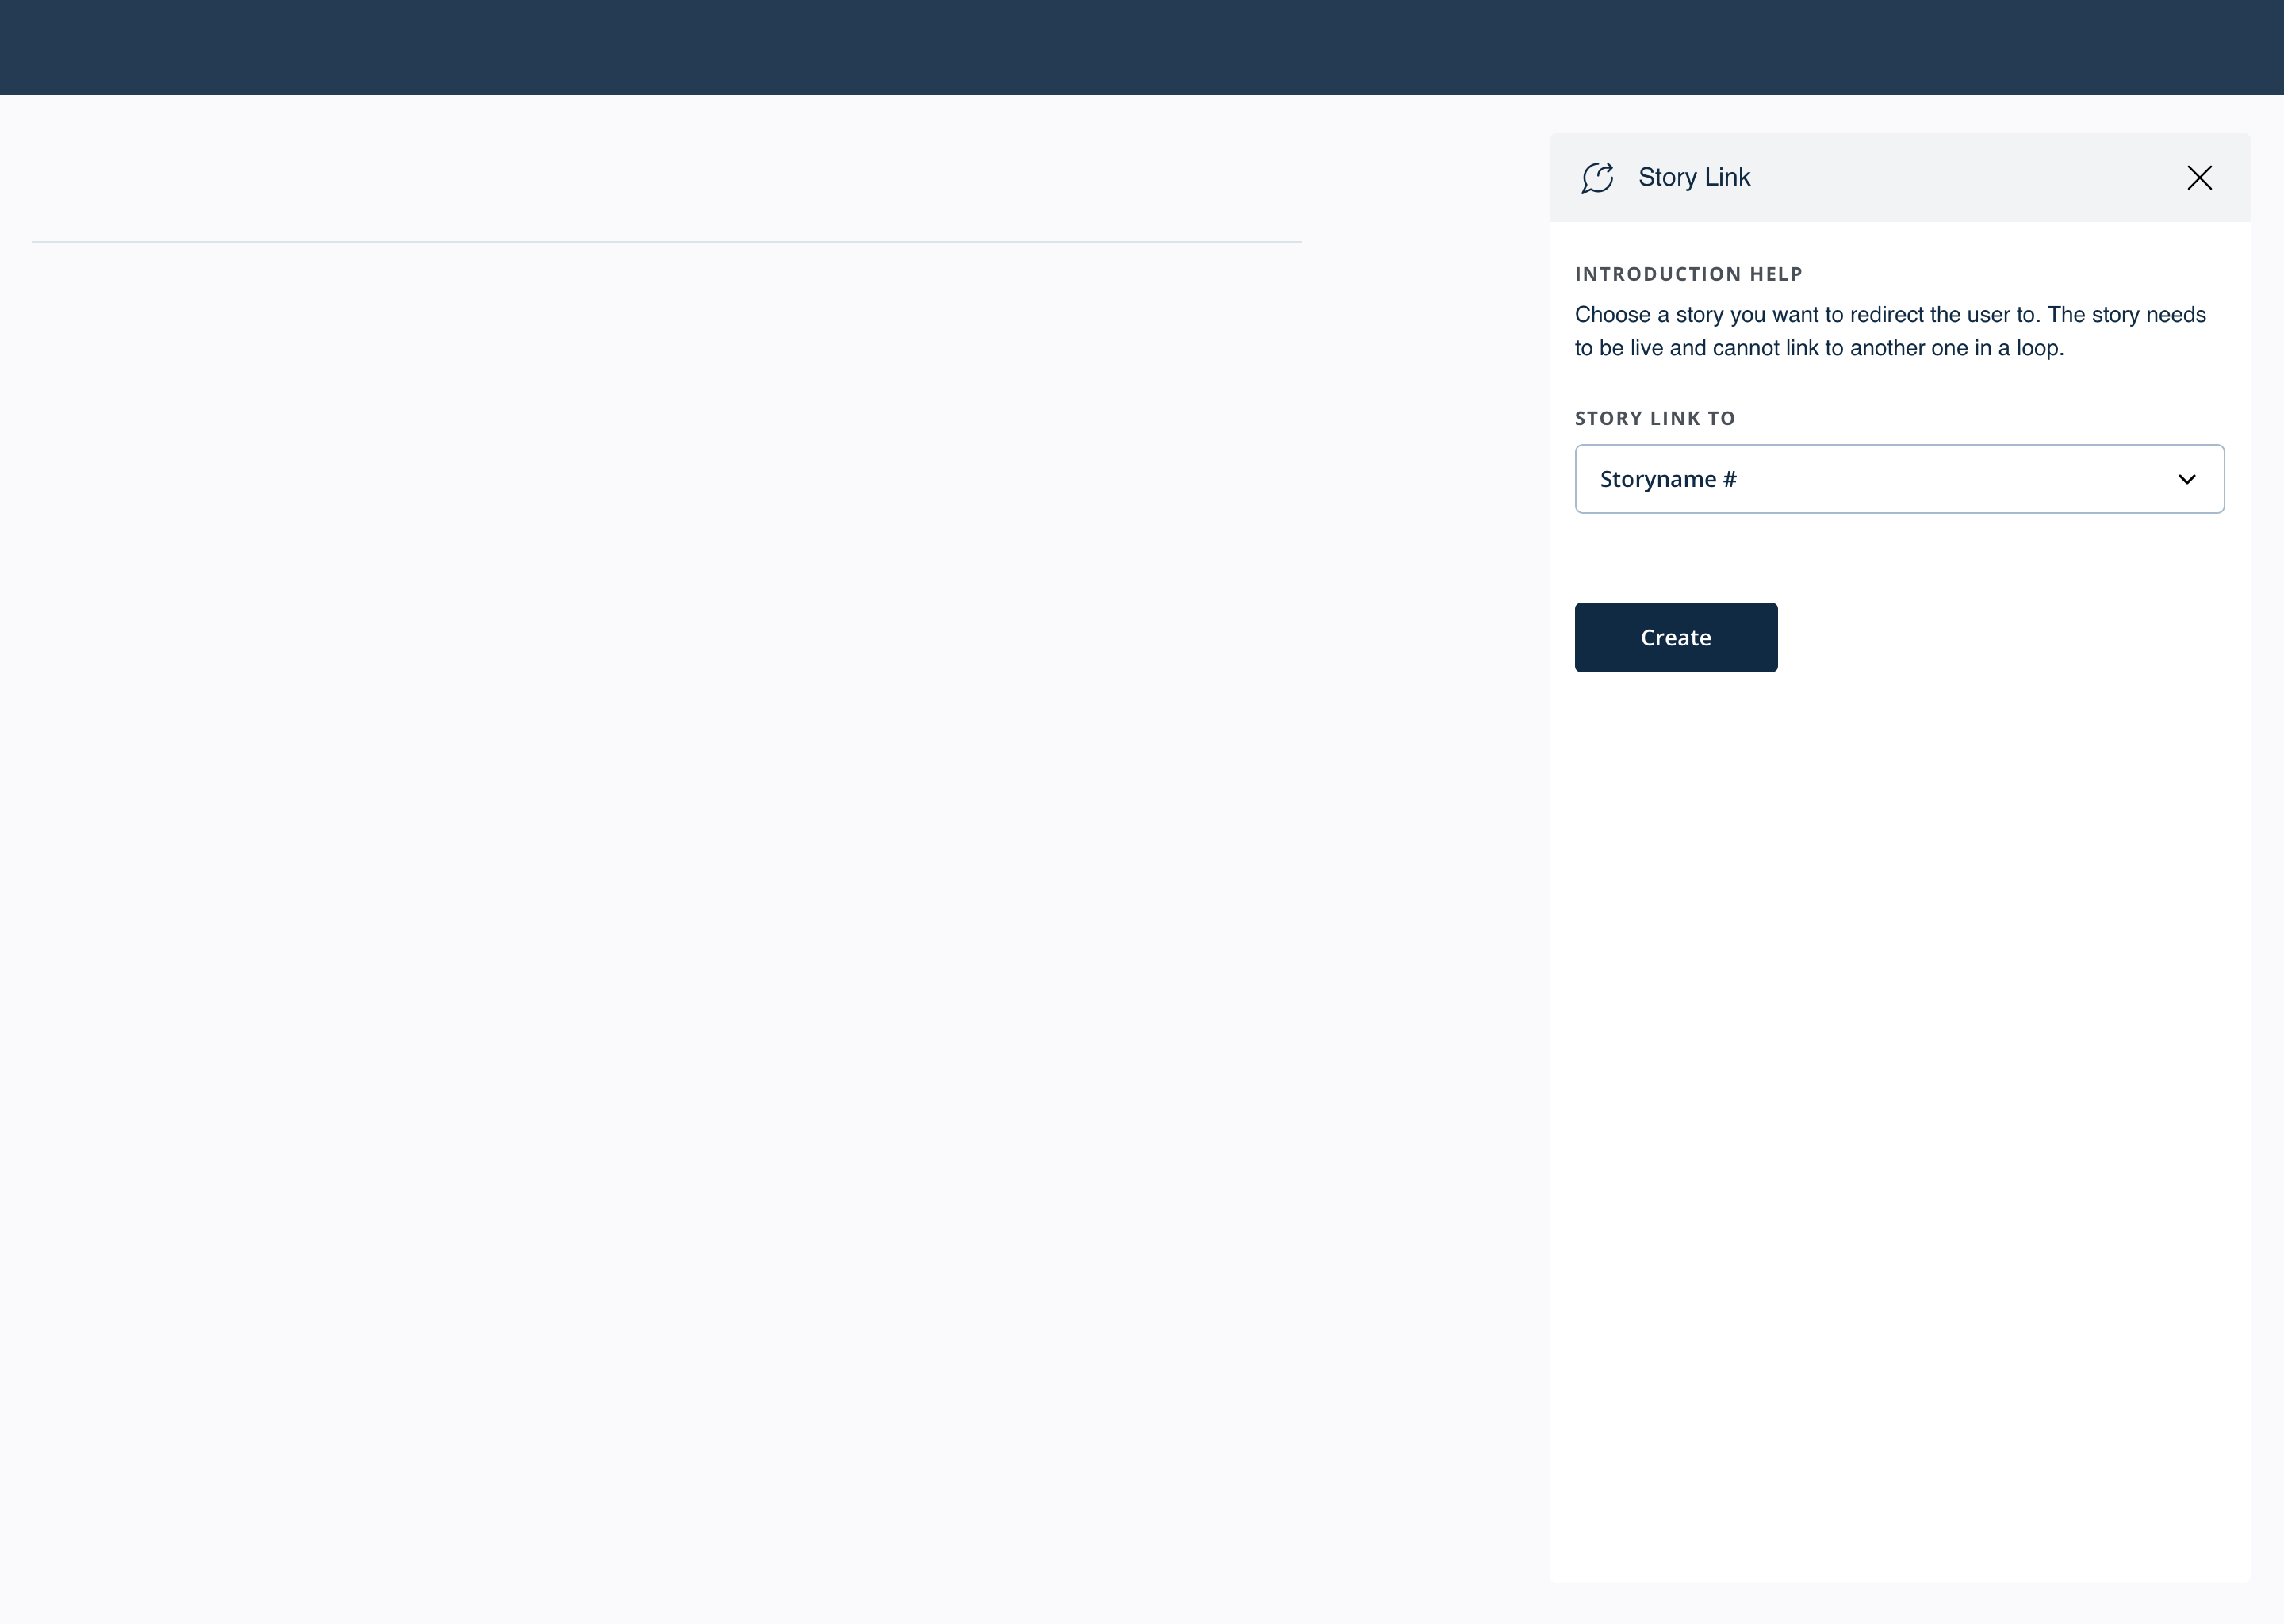 Story Link
INTRODUCTION HELP
Choose a story you want to redirect the user to. The story needs
to be live and cannot link to another one in a loop.
STORY LINK TO
Storyname #
Create